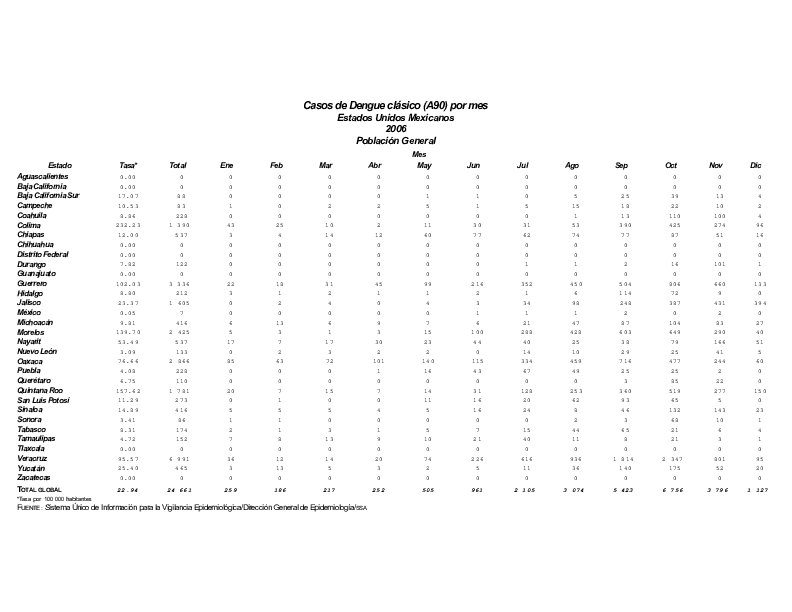 Casos de Dengue clásico (A90) por mes
Estados Unidos Mexicanos
2006
Población General
Mes
Estado Tasa* Total Ene Feb Mar Abr May Jun Jul Ago Sep Oct Nov Dic
Aguascalientes 0.00 0 0 0 0 0 0 0 0 0 0 0 0 0
Baja California 0.00 0 0 0 0 0 0 0 0 0 0 0 0 0
Baja California Sur 17.07 88 0 0 0 0 1 1 0 5 25 39 13 4
Campeche 10.53 83 1 0 2 2 5 1 5 15 18 22 10 2
Coahuila 8.86 228 0 0 0 0 0 0 0 1 13 110 100 4
Colima 232.23 1 390 43 25 10 2 11 30 31 53 390 425 274 96
Chiapas 12.00 537 3 4 14 12 60 77 62 74 77 87 51 16
Chihuahua 0.00 0 0 0 0 0 0 0 0 0 0 0 0 0
Distrito Federal 0.00 0 0 0 0 0 0 0 0 0 0 0 0 0
Durango 7.82 122 0 0 0 0 0 0 1 1 2 16 101 1
Guanajuato 0.00 0 0 0 0 0 0 0 0 0 0 0 0 0
Guerrero 102.03 3 336 22 18 31 45 99 216 352 450 504 806 660 133
Hidalgo 8.80 212 3 1 2 1 1 2 1 6 114 72 9 0
Jalisco 23.37 1 605 0 2 4 0 4 3 34 98 248 387 431 394
México 0.05 7 0 0 0 0 0 1 1 1 2 0 2 0
Michoacán 9.81 416 6 13 6 9 7 6 21 47 87 104 83 27
Morelos 139.70 2 425 5 1 3 15 100 288 428 603 649 290 40
Nayarit 53.49 537 17 7 17 30 23 44 40 25 38 79 166 51
Nuevo León 3.09 133 0 2 3 2 2 0 14 10 29 25 41 5
Oaxaca 76.66 2 866 85 63 72 101 140 115 334 459 716 477 244 60
Puebla 4.08 228 0 0 0 1 16 43 67 49 25 25 2 0
Querétaro 6.75 110 0 0 0 0 0 0 0 0 3 85 22 0
Quintana Roo 157.62 1 781 20 7 15 7 14 31 128 253 360 519 277 150
San Luis Potosí 11.29 273 0 1 0 0 11 16 20 62 93 65 5 0
Sinaloa 14.89 416 5 5 5 4 5 16 24 8 46 132 143 23
Sonora 3.41 86 1 1 0 0 0 0 0 2 3 68 10 1
Tabasco 8.31 174 2 1 3 1 5 7 15 44 65 21 6 4
Tamaulipas 4.72 152 7 8 13 9 10 21 40 11 8 21 3 1
Tlaxcala 0.00 0 0 0 0 0 0 0 0 0 0 0 0 0
Veracruz 95.57 6 991 36 12 14 20 74 226 616 936 1 814 2 347 801 95
Yucatán 25.40 465 3 13 5 3 2 5 11 36 140 175 52 20
Zacatecas 0.00 0 0 0 0 0 0 0 0 0 0 0 0 0
TOTAL GLOBAL 22.94 24 661 259 186 217 252 505 961 2 105 3 074 5 423 6 756 3 796 1 127
*Tasa por 100 000 habitantes
FUENTE: Sistema Único de Información para la Vigilancia Epidemiológica/Dirección General de Epidemiología/SSA